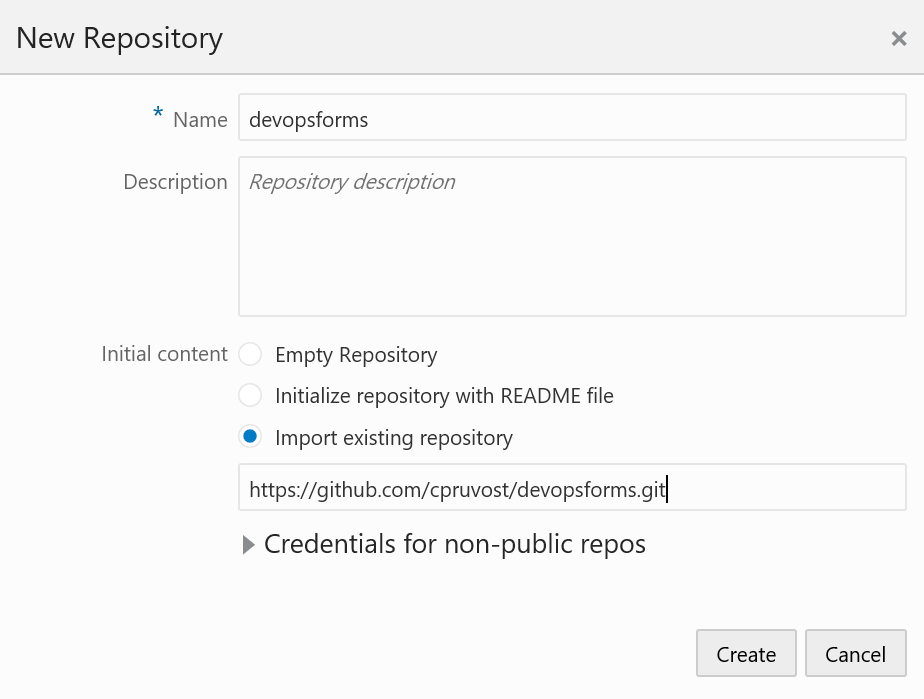 New Repository
* Name devopsforms
Description Repository description
Initial content Empty Repository
Initialize repository with README file
Import existing repository
https://github.com/cpruvost/devopsforms.git
Credentials for non-public repos
Create Cancel